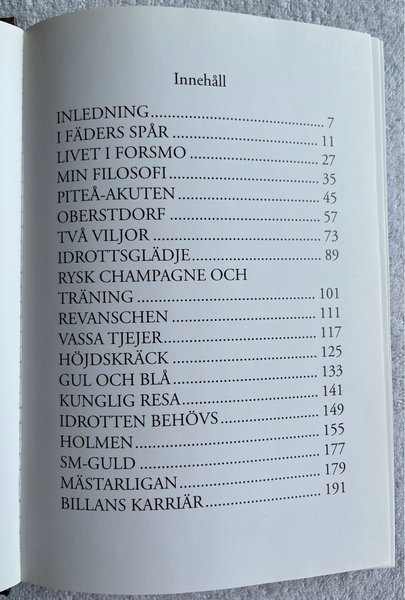 Innehåll
INLEDNING.................................... 7
I FÄDERS SPÅR................................ 11
LIVET I FORSMO............................ 27
MIN FILOSOFI................................ 35
PITEÅ-AKUTEN............................... 45
OBERSTDORF................................ 57
TVÅ VILJOR.................................... 73
IDROTTSGLÄDJE............................ 89
RYSK CHAMPAGNE OCH
TRÄNING...................................... 101
REVANSCHEN............................... 111
VASSA TJEJER................................ 117
HÖJDSKRÄCK................................ 125
GUL OCH BLÅ................................ 133
KUNGLIG RESA.............................. 141
IDROTTEN BEHÖVS....................... 149
HOLMEN...................................... 155
SM-GULD ..................................... 177
MÄSTARLIGAN............................... 179
BILLANS KARRIÄR.......................... 191